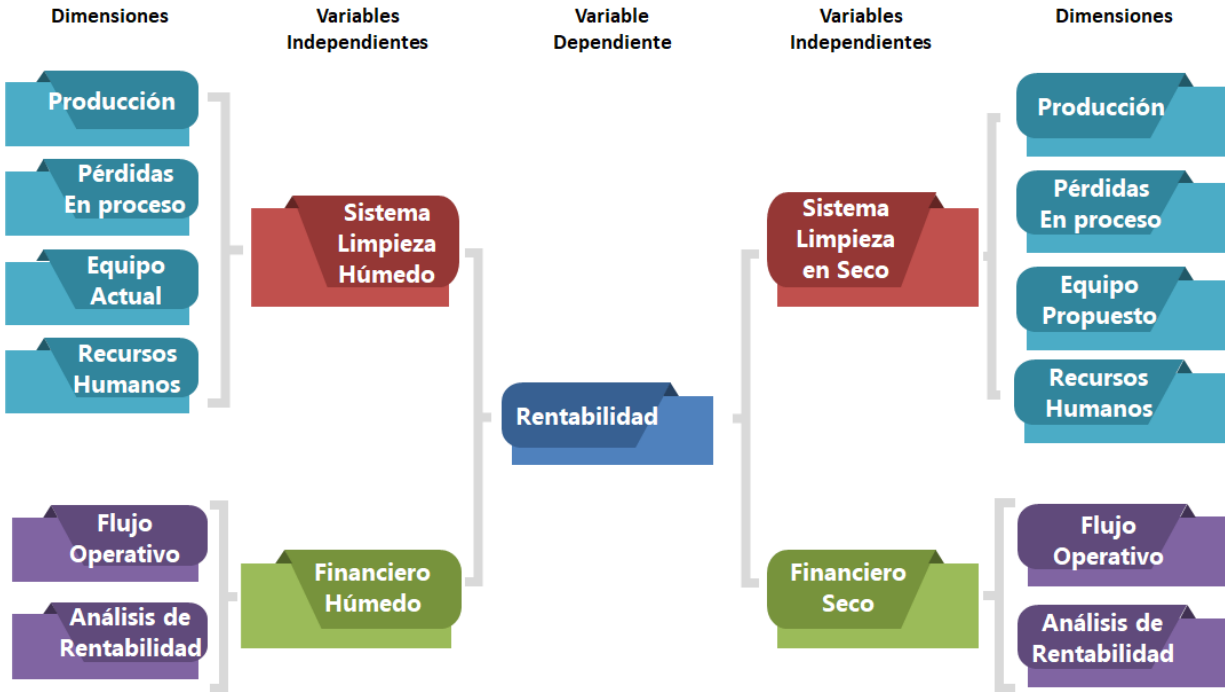 Dimensiones
Variables
Independientes
Variable
Dependiente
Variables
Independientes
Dimensiones
Producción
Pérdidas
En proceso
Equipo
Actual
Recursos
Humanos
Flujo
Operativo
Análisis de
Rentabilidad
Sistema
Limpieza
Húmedo
Financiero
Húmedo
Rentabilidad
Sistema
Limpieza
en Seco
Financiero
Seco
Producción
Pérdidas
En proceso
Equipo
Propuesto
Recursos
Humanos
Flujo
Operativo
Análisis de
Rentabilidad